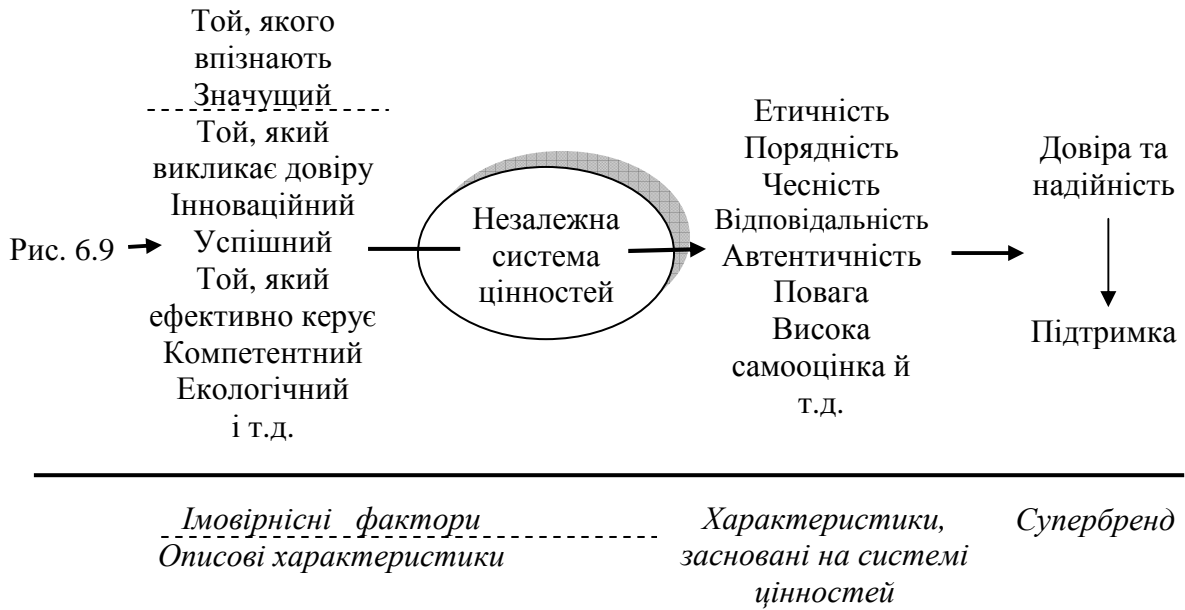 Той, якого
впізнають
Значущий
Той, який
викликає довіру
Інноваційний
Успішний
Той, який
ефективно керує
Компетентний
Екологічний
і т.д.
Рис. 6.9
Незалежна
система
цінностей
Етичність
Порядність
Чесність
Відповідальність
Автентичність
Повага
Висока
самооцінка й
т.д.
Довіра та
надійність
Підтримка
Імовірнісні фактори
Описові характеристики
Характеристики,
засновані на системі
цінностей
Супербренд